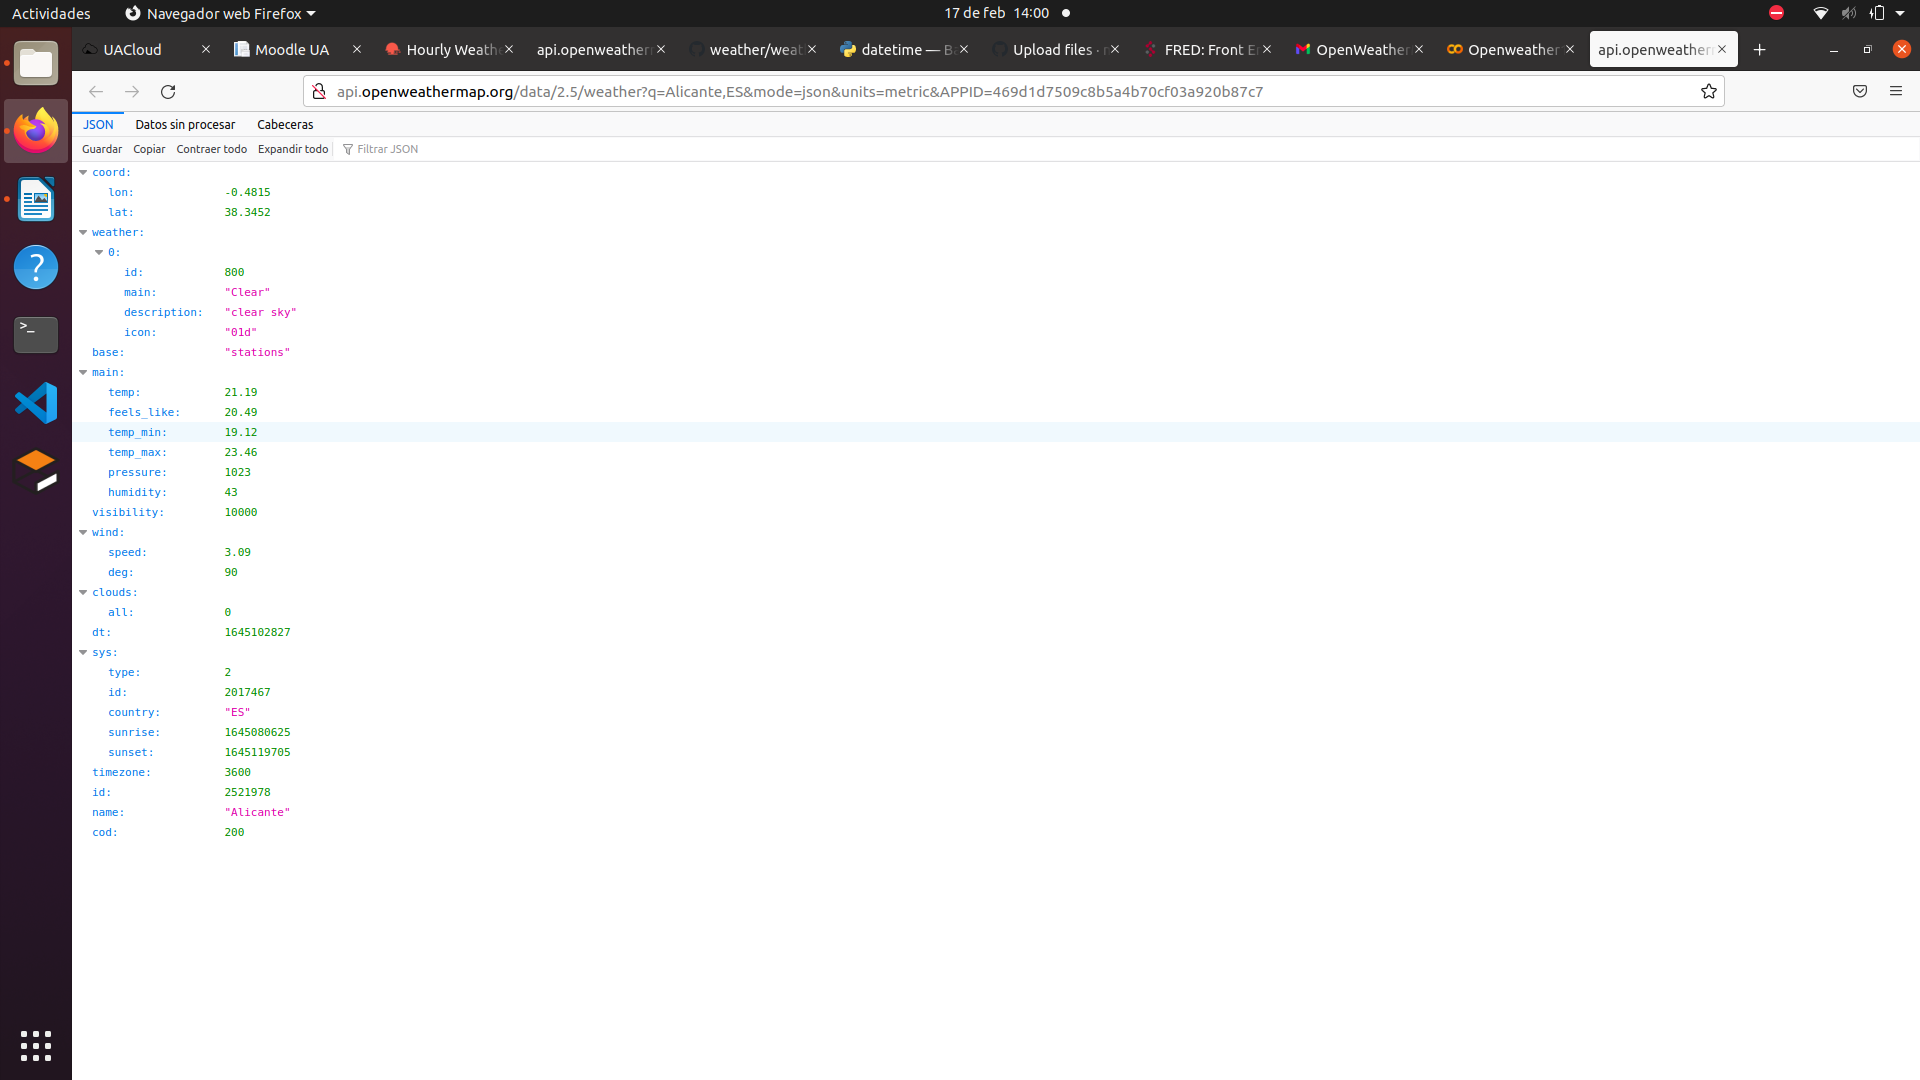 Actividades Navegador web Firefox 17 de feb 14:00
UACloud Moodle UA Hourly Weathe api.openweatherm weather/weat datetime — Ba Upload files · FRED: Front E OpenWeather Openweather api.openweatherm
api.openweathermap.org/data/2.5/weather?q=Alicante,ES&mode=json&units=metric&APPID=469d1d7509c8b5a4b70cf03a920b87c7
JSON Datos sin procesar Cabeceras
Guardar Copiar Contraer todo Expandir todo Filtrar JSON
coord:
lon: -0.4815
lat: 38.3452
weather:
0:
id: 800
main: "Clear"
description: "clear sky"
icon: "01d"
base: "stations"
main:
temp: 21.19
feels_like: 20.49
temp_min: 19.12
temp_max: 23.46
pressure: 1023
humidity: 43
visibility: 10000
wind:
speed: 3.09
deg: 90
clouds:
all: 0
dt: 1645102827
sys:
type: 2
id: 2017467
country: "ES"
sunrise: 1645080625
sunset: 1645119705
timezone: 3600
id: 2521978
name: "Alicante"
cod: 200